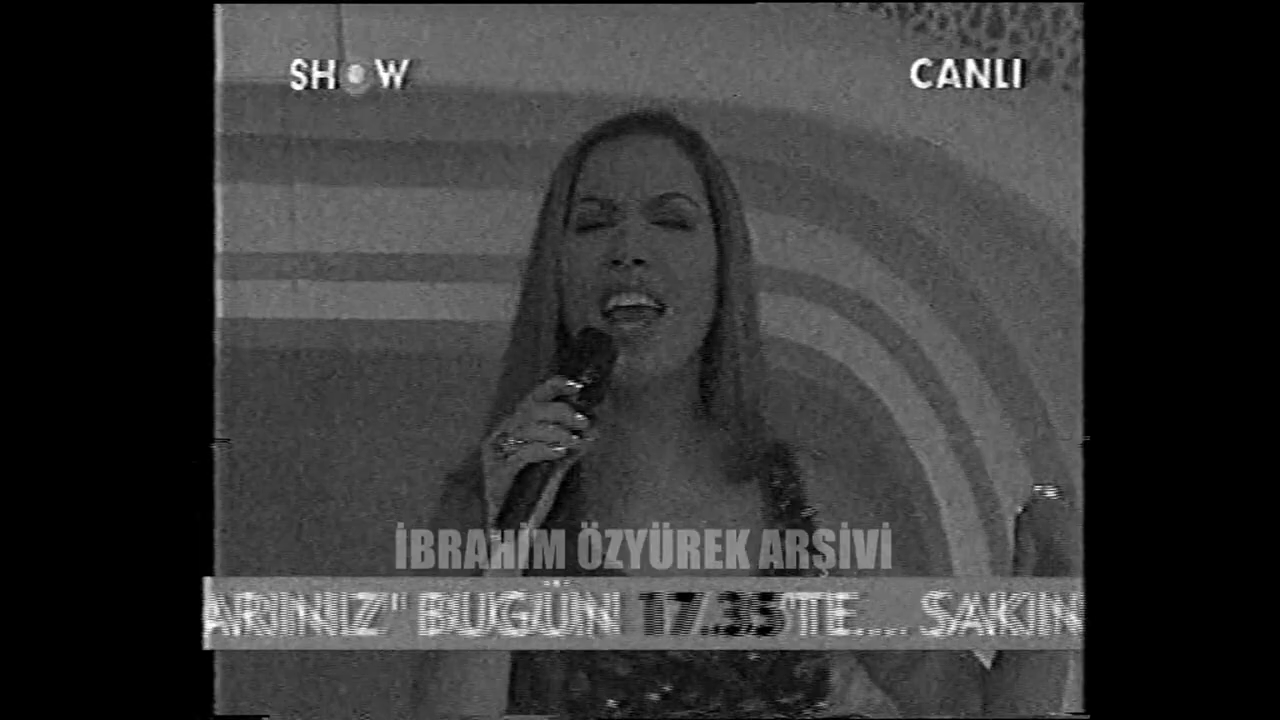 SHOW
CANLI
İBRAHİM ÖZYÜREK ARŞİVİ
ARINIZ" BUGÜN 17.35'TE.... SAKIN